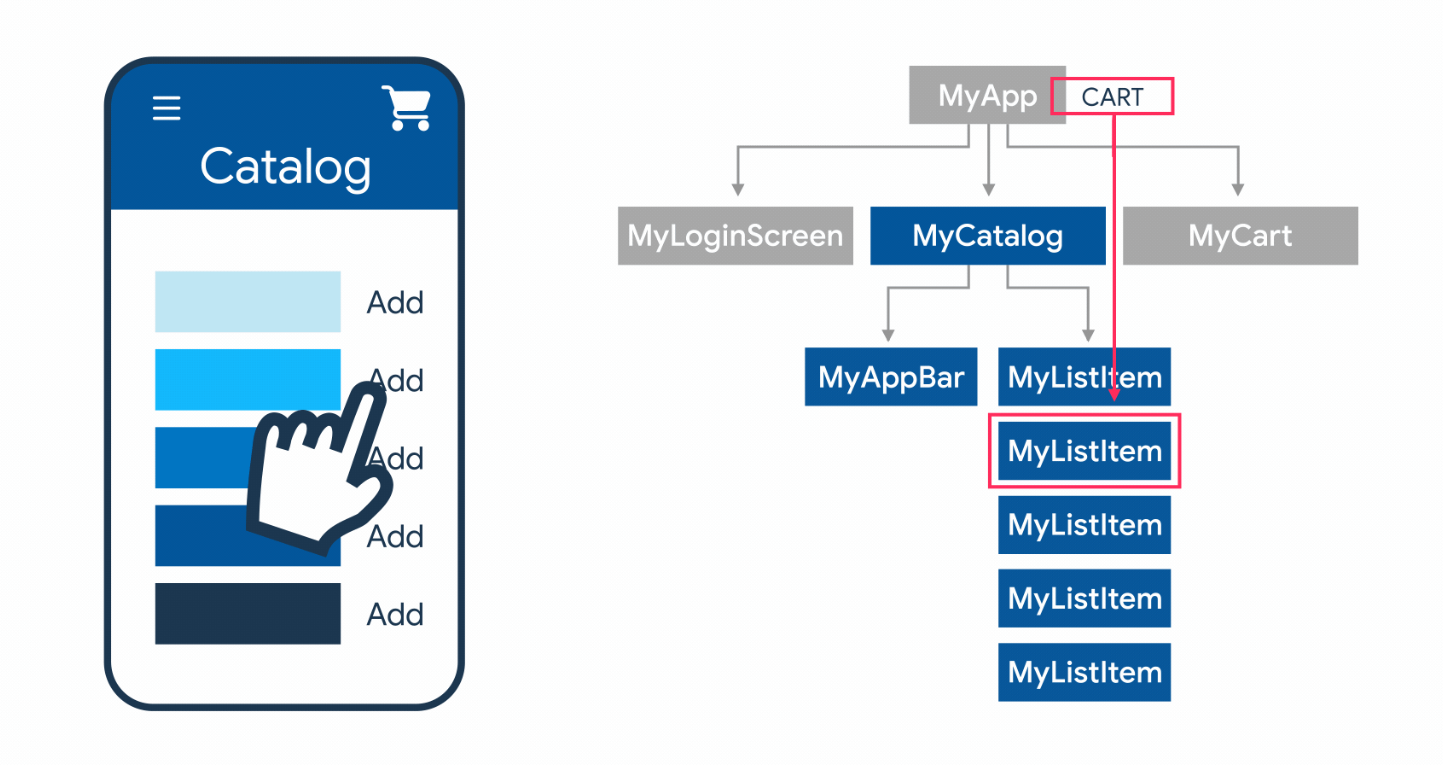 Catalog
Add
Add
Add
Add
Add
MyApp
CART
MyLoginScreen
MyCatalog
MyCart
MyAppBar
MyListItem
MyListItem
MyListItem
MyListItem
MyListItem